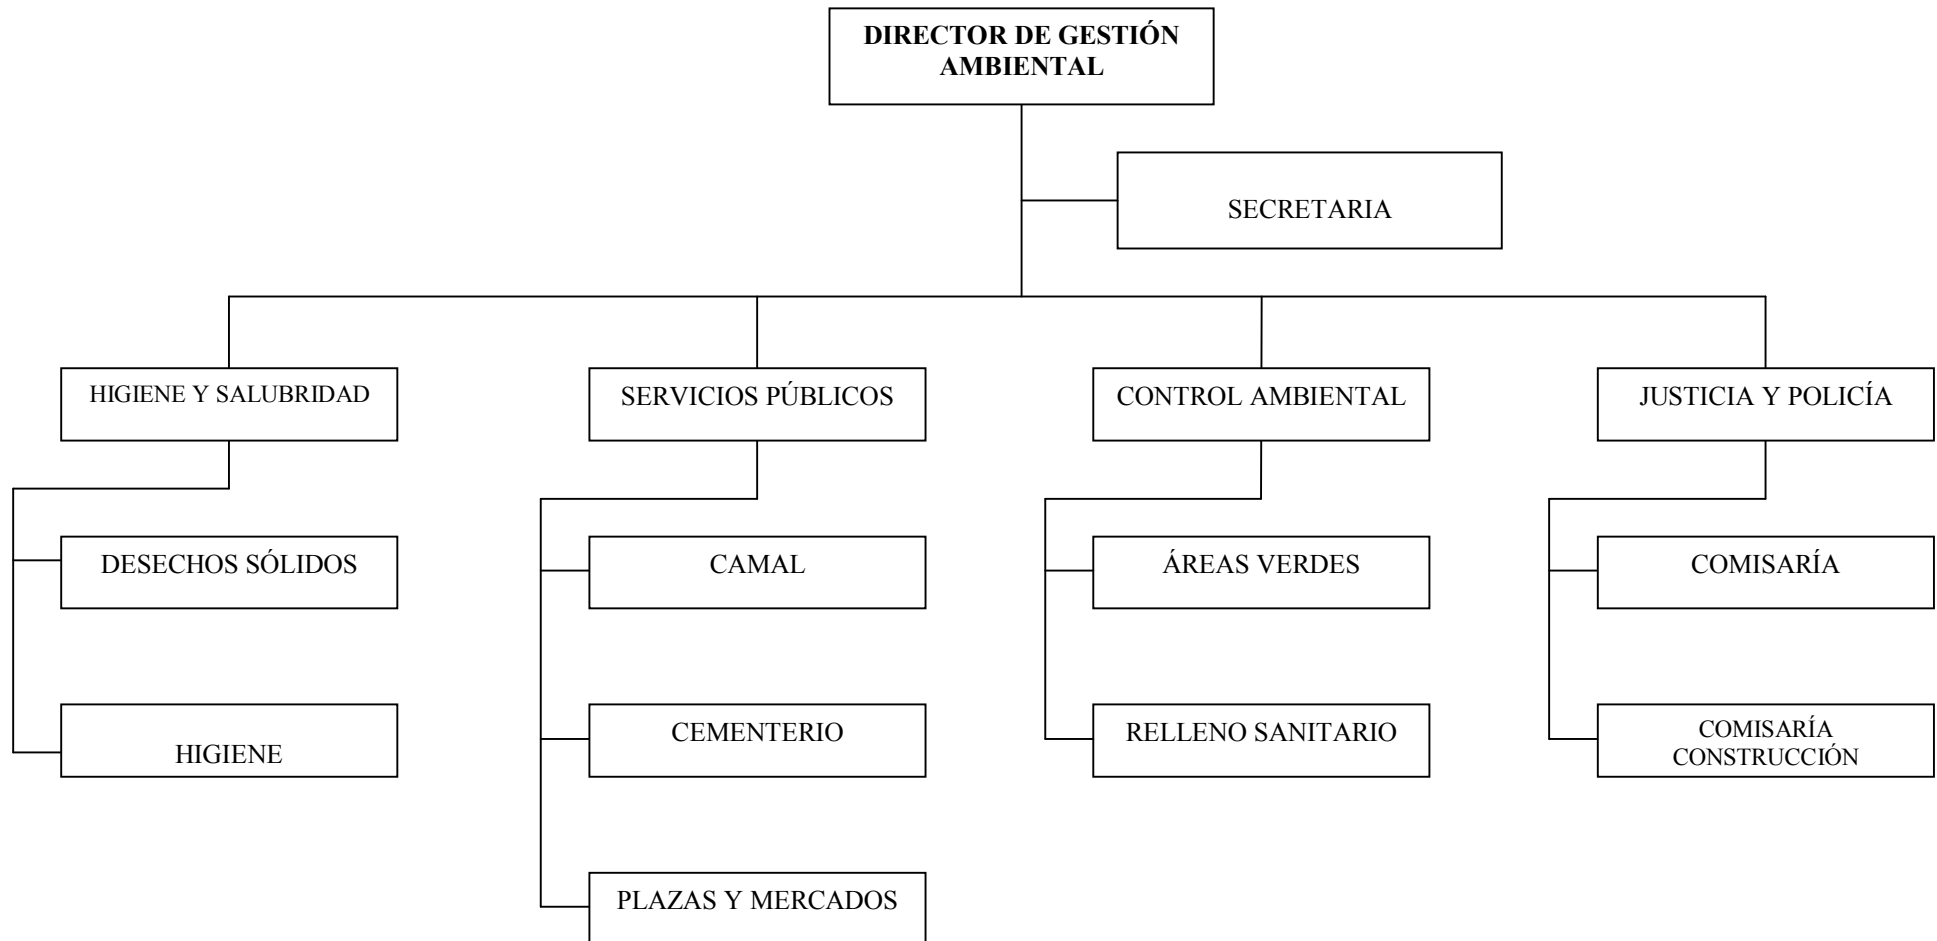 DIRECTOR DE GESTIÓN
AMBIENTAL
SECRETARIA
HIGIENE Y SALUBRIDAD
SERVICIOS PÚBLICOS
CONTROL AMBIENTAL
JUSTICIA Y POLICÍA
DESECHOS SÓLIDOS
CAMAL
ÁREAS VERDES
COMISARÍA
HIGIENE
CEMENTERIO
RELLENO SANITARIO
COMISARÍA
CONSTRUCCIÓN
PLAZAS Y MERCADOS